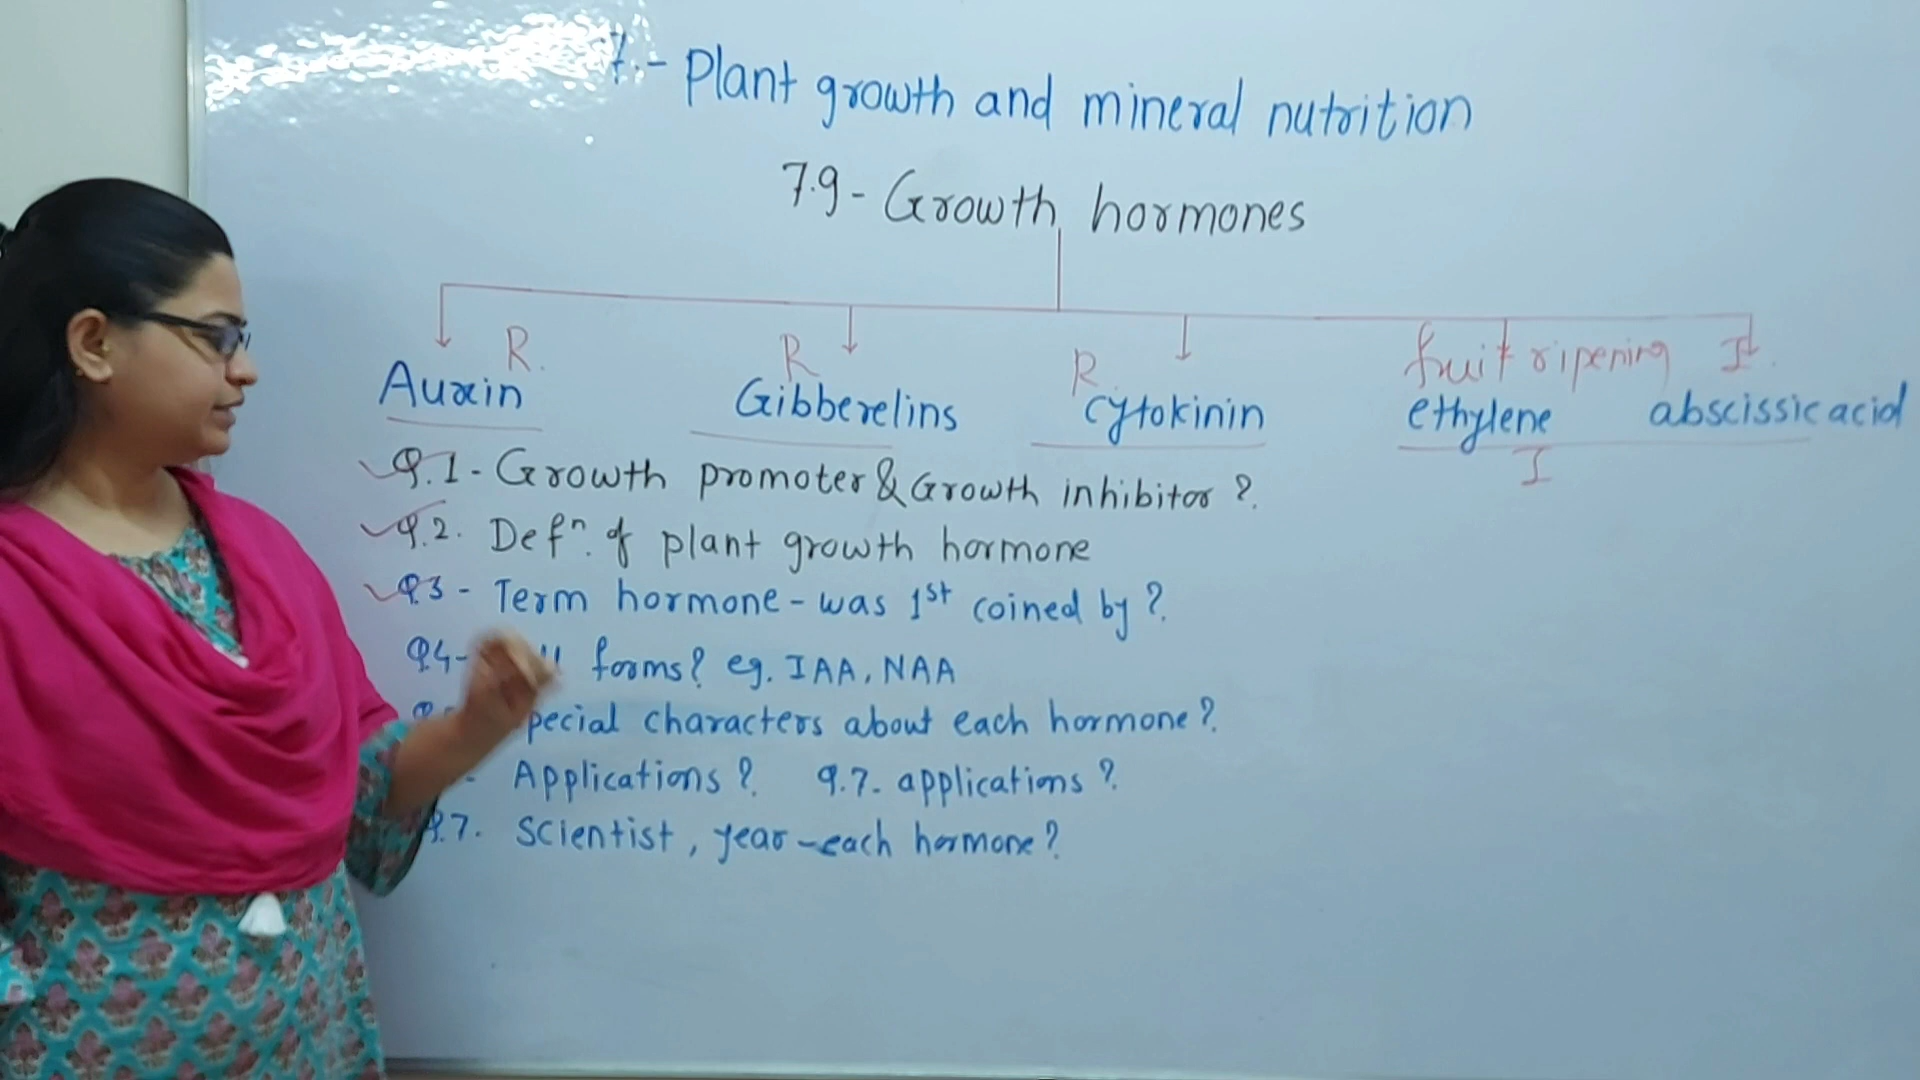 7.- Plant growth and mineral nutrition
7.9- Growth hormones
R. R R fruit ripening I
Auxin Gibberelins cytokinin ethylene abscissic acid
I
Q.1- Growth promoter & Growth inhibitor ?
Q.2. Defn. of plant growth hormone
Q3 - Term hormone - was 1st coined by ?
Q4- forms? eg. IAA, NAA
pecial characters about each hormone ?
- Applications ? Q.7. applications ?
Q.7. Scientist, year - each hormone ?